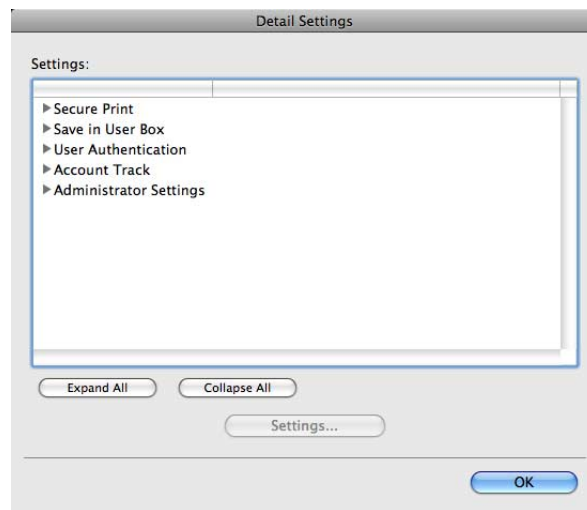 Detail Settings
Settings:
Secure Print
Save in User Box
User Authentication
Account Track
Administrator Settings
Expand All
Collapse All
Settings...
OK